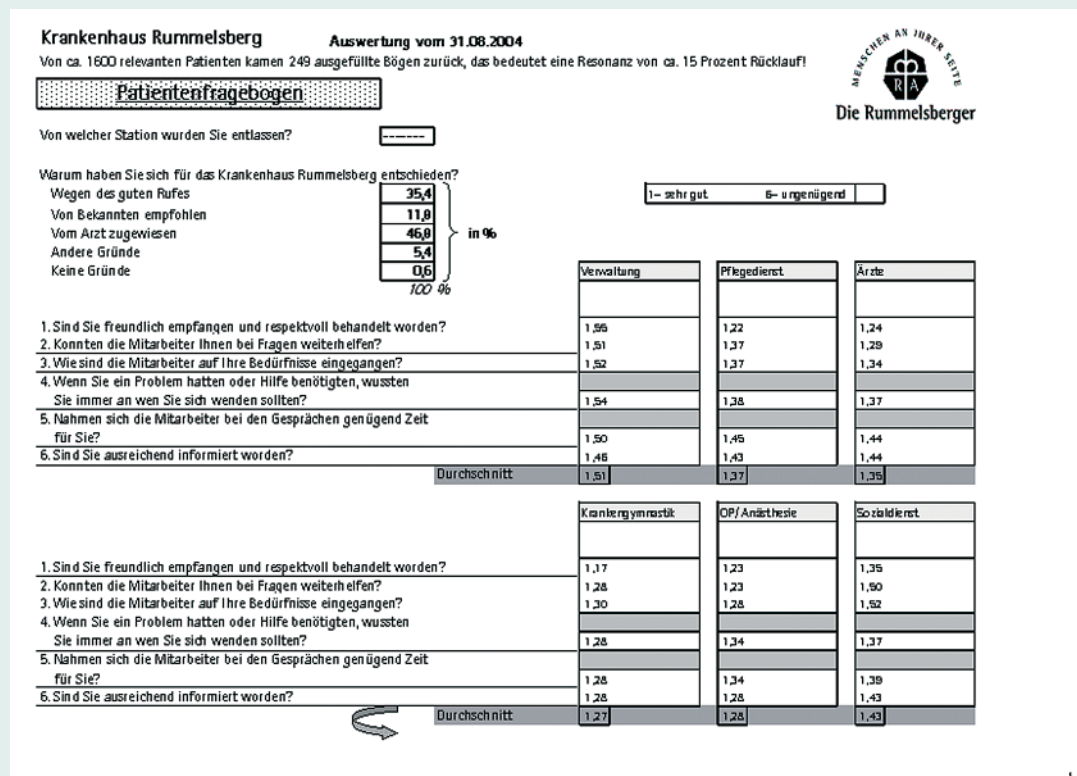 Krankenhaus Rummelsberg Auswertung vom 31.08.2004
Von ca. 1600 relevanten Patienten kamen 249 ausgefüllte Bögen zurück, das bedeutet eine Resonanz von ca. 15 Prozent Rücklauf!
MENSCHEN AN IHRER SEITE
RA
Die Rummelsberger
Patientenfragebogen
Von welcher Station wurden Sie entlassen? -------
Warum haben Sie sich für das Krankenhaus Rummelsberg entschieden?
Wegen des guten Rufes 35,4
Von Bekannten empfohlen 11,8
Vom Arzt zugewiesen 46,8 in %
Andere Gründe 5,4
Keine Gründe 0,6
100 %
1– sehr gut 6– ungenügend
Verwaltung Pflegedienst Ärzte
1. Sind Sie freundlich empfangen und respektvoll behandelt worden? 1,55 1,22 1,24
2. Konnten die Mitarbeiter Ihnen bei Fragen weiterhelfen? 1,51 1,37 1,29
3. Wie sind die Mitarbeiter auf Ihre Bedürfnisse eingegangen? 1,52 1,37 1,34
4. Wenn Sie ein Problem hatten oder Hilfe benötigten, wussten
Sie immer an wen Sie sich wenden sollten? 1,54 1,38 1,37
5. Nahmen sich die Mitarbeiter bei den Gesprächen genügend Zeit
für Sie? 1,50 1,45 1,44
6. Sind Sie ausreichend informiert worden? 1,46 1,43 1,44
Durchschnitt 1,51 1,37 1,35
Krankengymnastik OP/Anästhesie Sozialdienst
1. Sind Sie freundlich empfangen und respektvoll behandelt worden? 1,17 1,23 1,35
2. Konnten die Mitarbeiter Ihnen bei Fragen weiterhelfen? 1,28 1,23 1,50
3. Wie sind die Mitarbeiter auf Ihre Bedürfnisse eingegangen? 1,30 1,28 1,52
4. Wenn Sie ein Problem hatten oder Hilfe benötigten, wussten
Sie immer an wen Sie sich wenden sollten? 1,28 1,34 1,37
5. Nahmen sich die Mitarbeiter bei den Gesprächen genügend Zeit
für Sie? 1,28 1,34 1,39
6. Sind Sie ausreichend informiert worden? 1,28 1,28 1,43
Durchschnitt 1,27 1,28 1,43